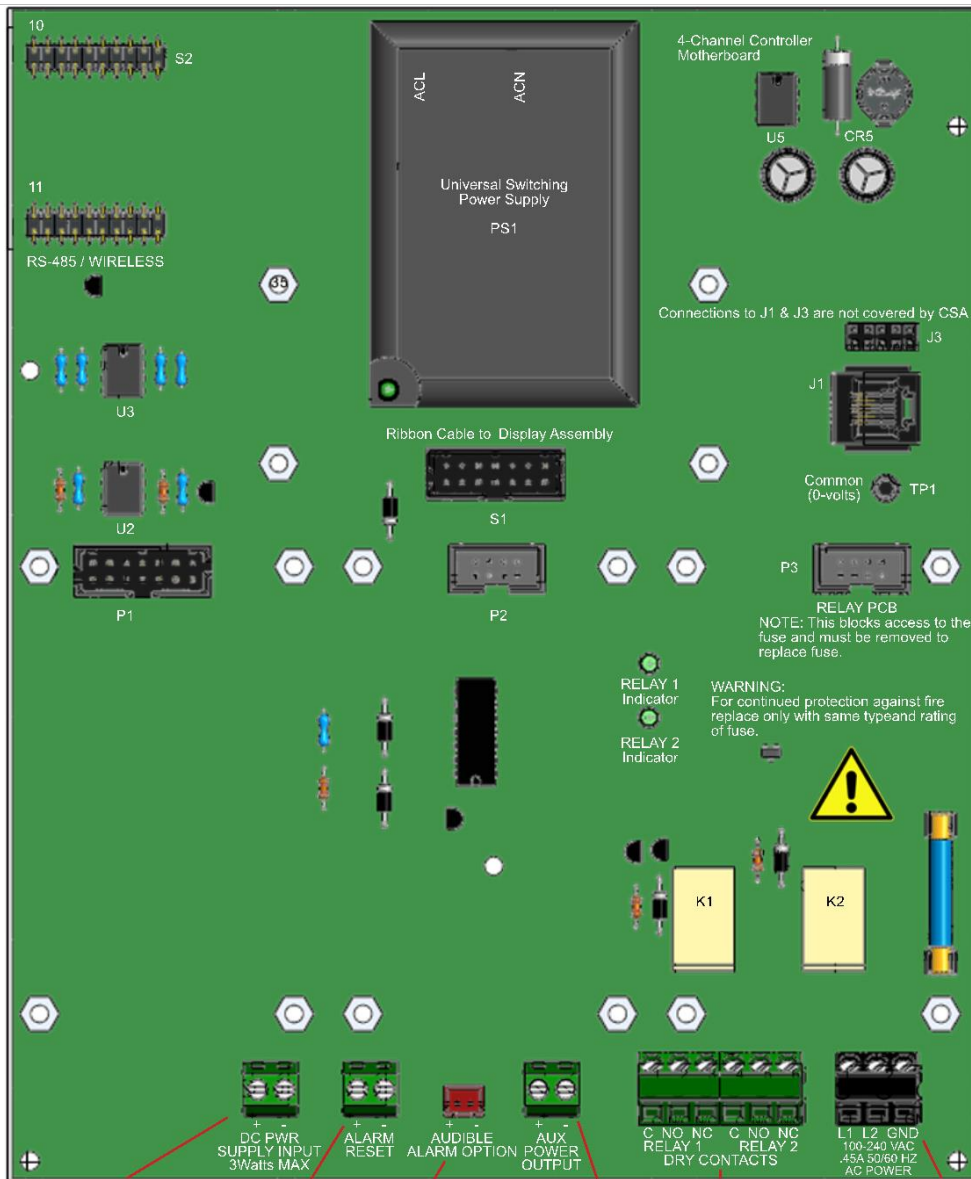 10
S2
ACL
ACN
4-Channel Controller
Motherboard
U5
CR5
Universal Switching
Power Supply
PS1
11
RS-485 / WIRELESS
35
Connections to J1 & J3 are not covered by CSA
J3
J1
U3
Ribbon Cable to Display Assembly
S1
Common
(0-volts)
TP1
U2
P1
P2
P3
RELAY PCB
NOTE: This blocks access to the
fuse and must be removed to
replace fuse.
RELAY 1
Indicator
RELAY 2
Indicator
WARNING:
For continued protection against fire
replace only with same typeand rating
of fuse.
K1
K2
+ -
DC PWR
SUPPLY INPUT
3Watts MAX
+ -
ALARM
RESET
+ -
AUDIBLE
ALARM OPTION
+ -
AUX
POWER
OUTPUT
C NO NC C NO NC
RELAY 1 RELAY 2
DRY CONTACTS
L1 L2 GND
100-240 VAC
.45A 50/60 HZ
AC POWER